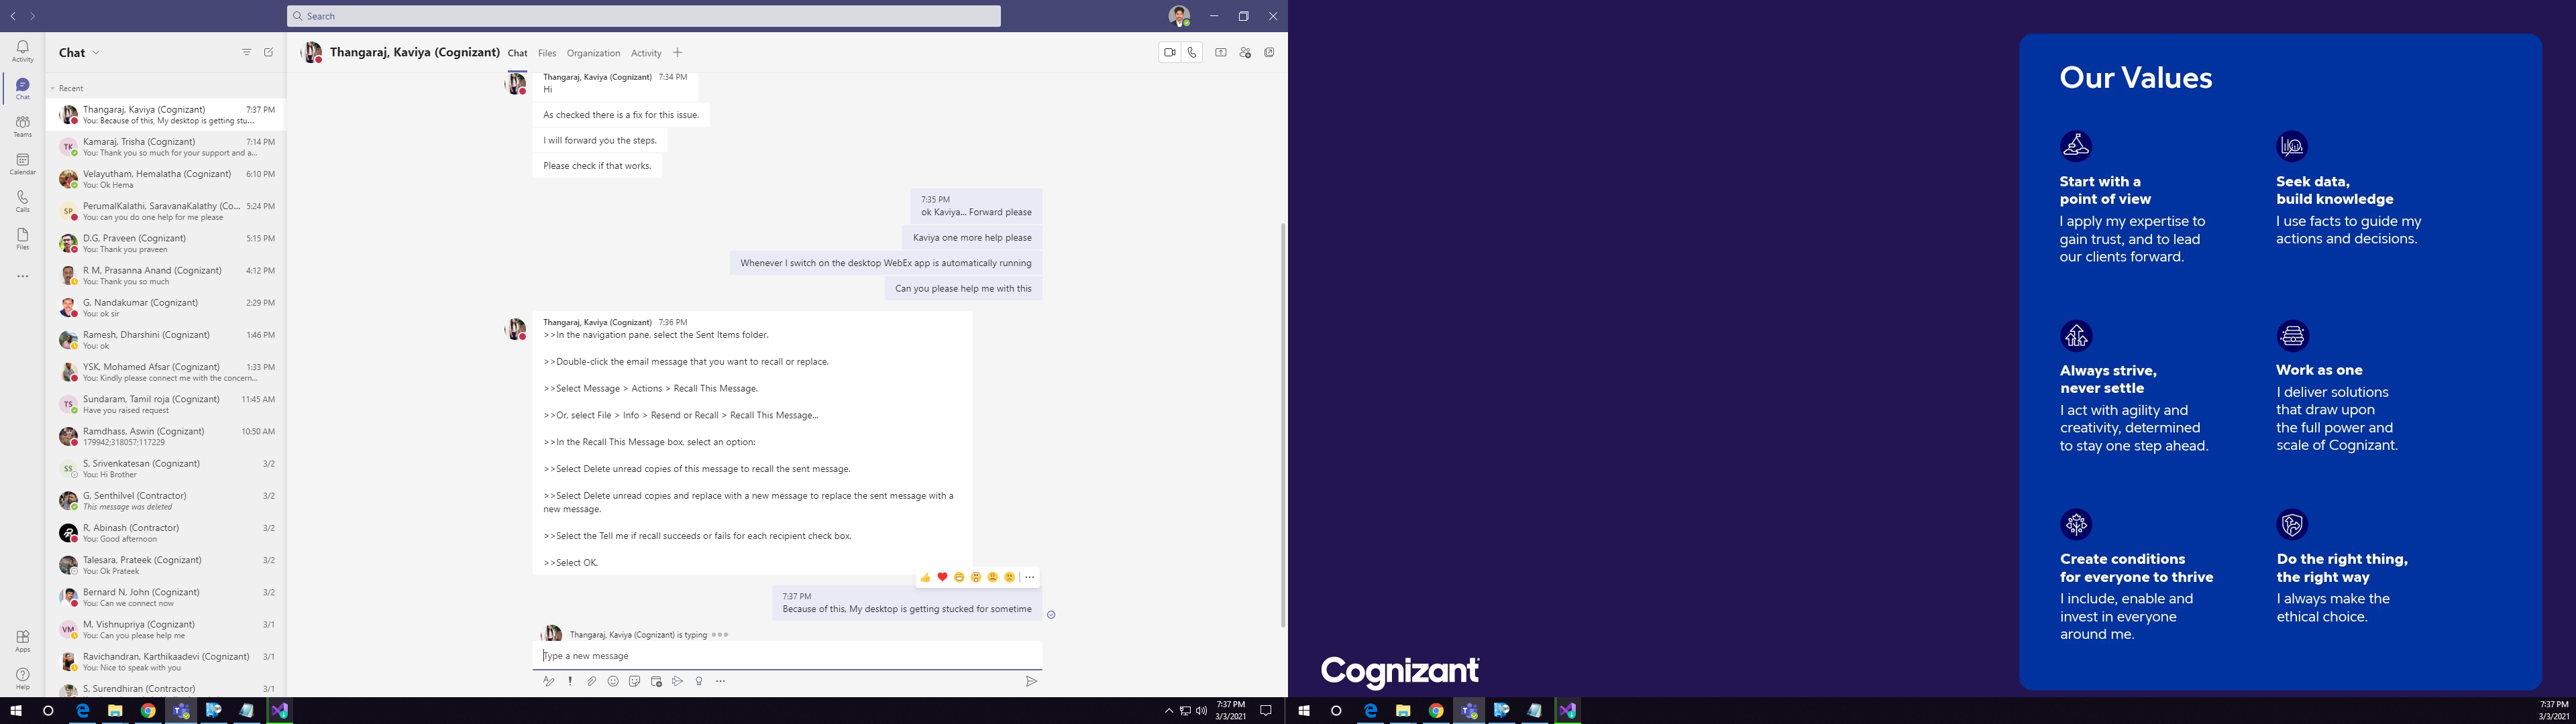 Search
Activity
Chat
Teams
Calendar
Calls
Files
Apps
Help
Chat
Recent
Thangaraj, Kaviya (Cognizant) 7:37 PM
You: Because of this, My desktop is getting stu...
TK
Kamaraj, Trisha (Cognizant) 7:14 PM
You: Thank you so much for your support and a...
Velayutham, Hemalatha (Cognizant) 6:10 PM
You: Ok Hema
SP
PerumalKalathi, SaravanaKalathy (Co... 5:24 PM
You: can you do one help for me please
D.G, Praveen (Cognizant) 5:15 PM
You: Thank you praveen
R M, Prasanna Anand (Cognizant) 4:12 PM
You: Thank you so much
G, Nandakumar (Cognizant) 2:29 PM
You: ok sir
Ramesh, Dharshini (Cognizant) 1:46 PM
You: ok
YSK, Mohamed Afsar (Cognizant) 1:33 PM
You: Kindly please connect me with the concern...
TS
Sundaram, Tamil roja (Cognizant) 11:45 AM
Have you raised request
Ramdhass, Aswin (Cognizant) 10:50 AM
179942;318057;117229
SS
S, Srivenkatesan (Cognizant) 3/2
You: Hi Brother
G, Senthilvel (Contractor) 3/2
This message was deleted
R, Abinash (Contractor) 3/2
You: Good afternoon
Talesara, Prateek (Cognizant) 3/2
You: Ok Prateek
Bernard N, John (Cognizant) 3/2
You: Can we connect now
VM
M, Vishnupriya (Cognizant) 3/1
You: Can you please help me
Ravichandran, Karthikaadevi (Cognizant) 3/1
You: Nice to speak with you
S, Surendhiran (Contractor) 3/1
Thangaraj, Kaviya (Cognizant) Chat Files Organization Activity
Thangaraj, Kaviya (Cognizant) 7:34 PM
Hi
As checked there is a fix for this issue.
I will forward you the steps.
Please check if that works.
7:35 PM
ok Kaviya... Forward please
Kaviya one more help please
Whenever I switch on the desktop WebEx app is automatically running
Can you please help me with this
Thangaraj, Kaviya (Cognizant) 7:36 PM
>>In the navigation pane, select the Sent Items folder.
>>Double-click the email message that you want to recall or replace.
>>Select Message > Actions > Recall This Message.
>>Or, select File > Info > Resend or Recall > Recall This Message...
>>In the Recall This Message box, select an option:
>>Select Delete unread copies of this message to recall the sent message.
>>Select Delete unread copies and replace with a new message to replace the sent message with a
new message.
>>Select the Tell me if recall succeeds or fails for each recipient check box.
>>Select OK.
7:37 PM
Because of this, My desktop is getting stucked for sometime
Thangaraj, Kaviya (Cognizant) is typing
Type a new message
7:37 PM
3/3/2021
Our Values
Start with a
point of view
I apply my expertise to
gain trust, and to lead
our clients forward.
Seek data,
build knowledge
I use facts to guide my
actions and decisions.
Always strive,
never settle
I act with agility and
creativity, determined
to stay one step ahead.
Work as one
I deliver solutions
that draw upon
the full power and
scale of Cognizant.
Create conditions
for everyone to thrive
I include, enable and
invest in everyone
around me.
Do the right thing,
the right way
I always make the
ethical choice.
Cognizant
7:37 PM
3/3/2021